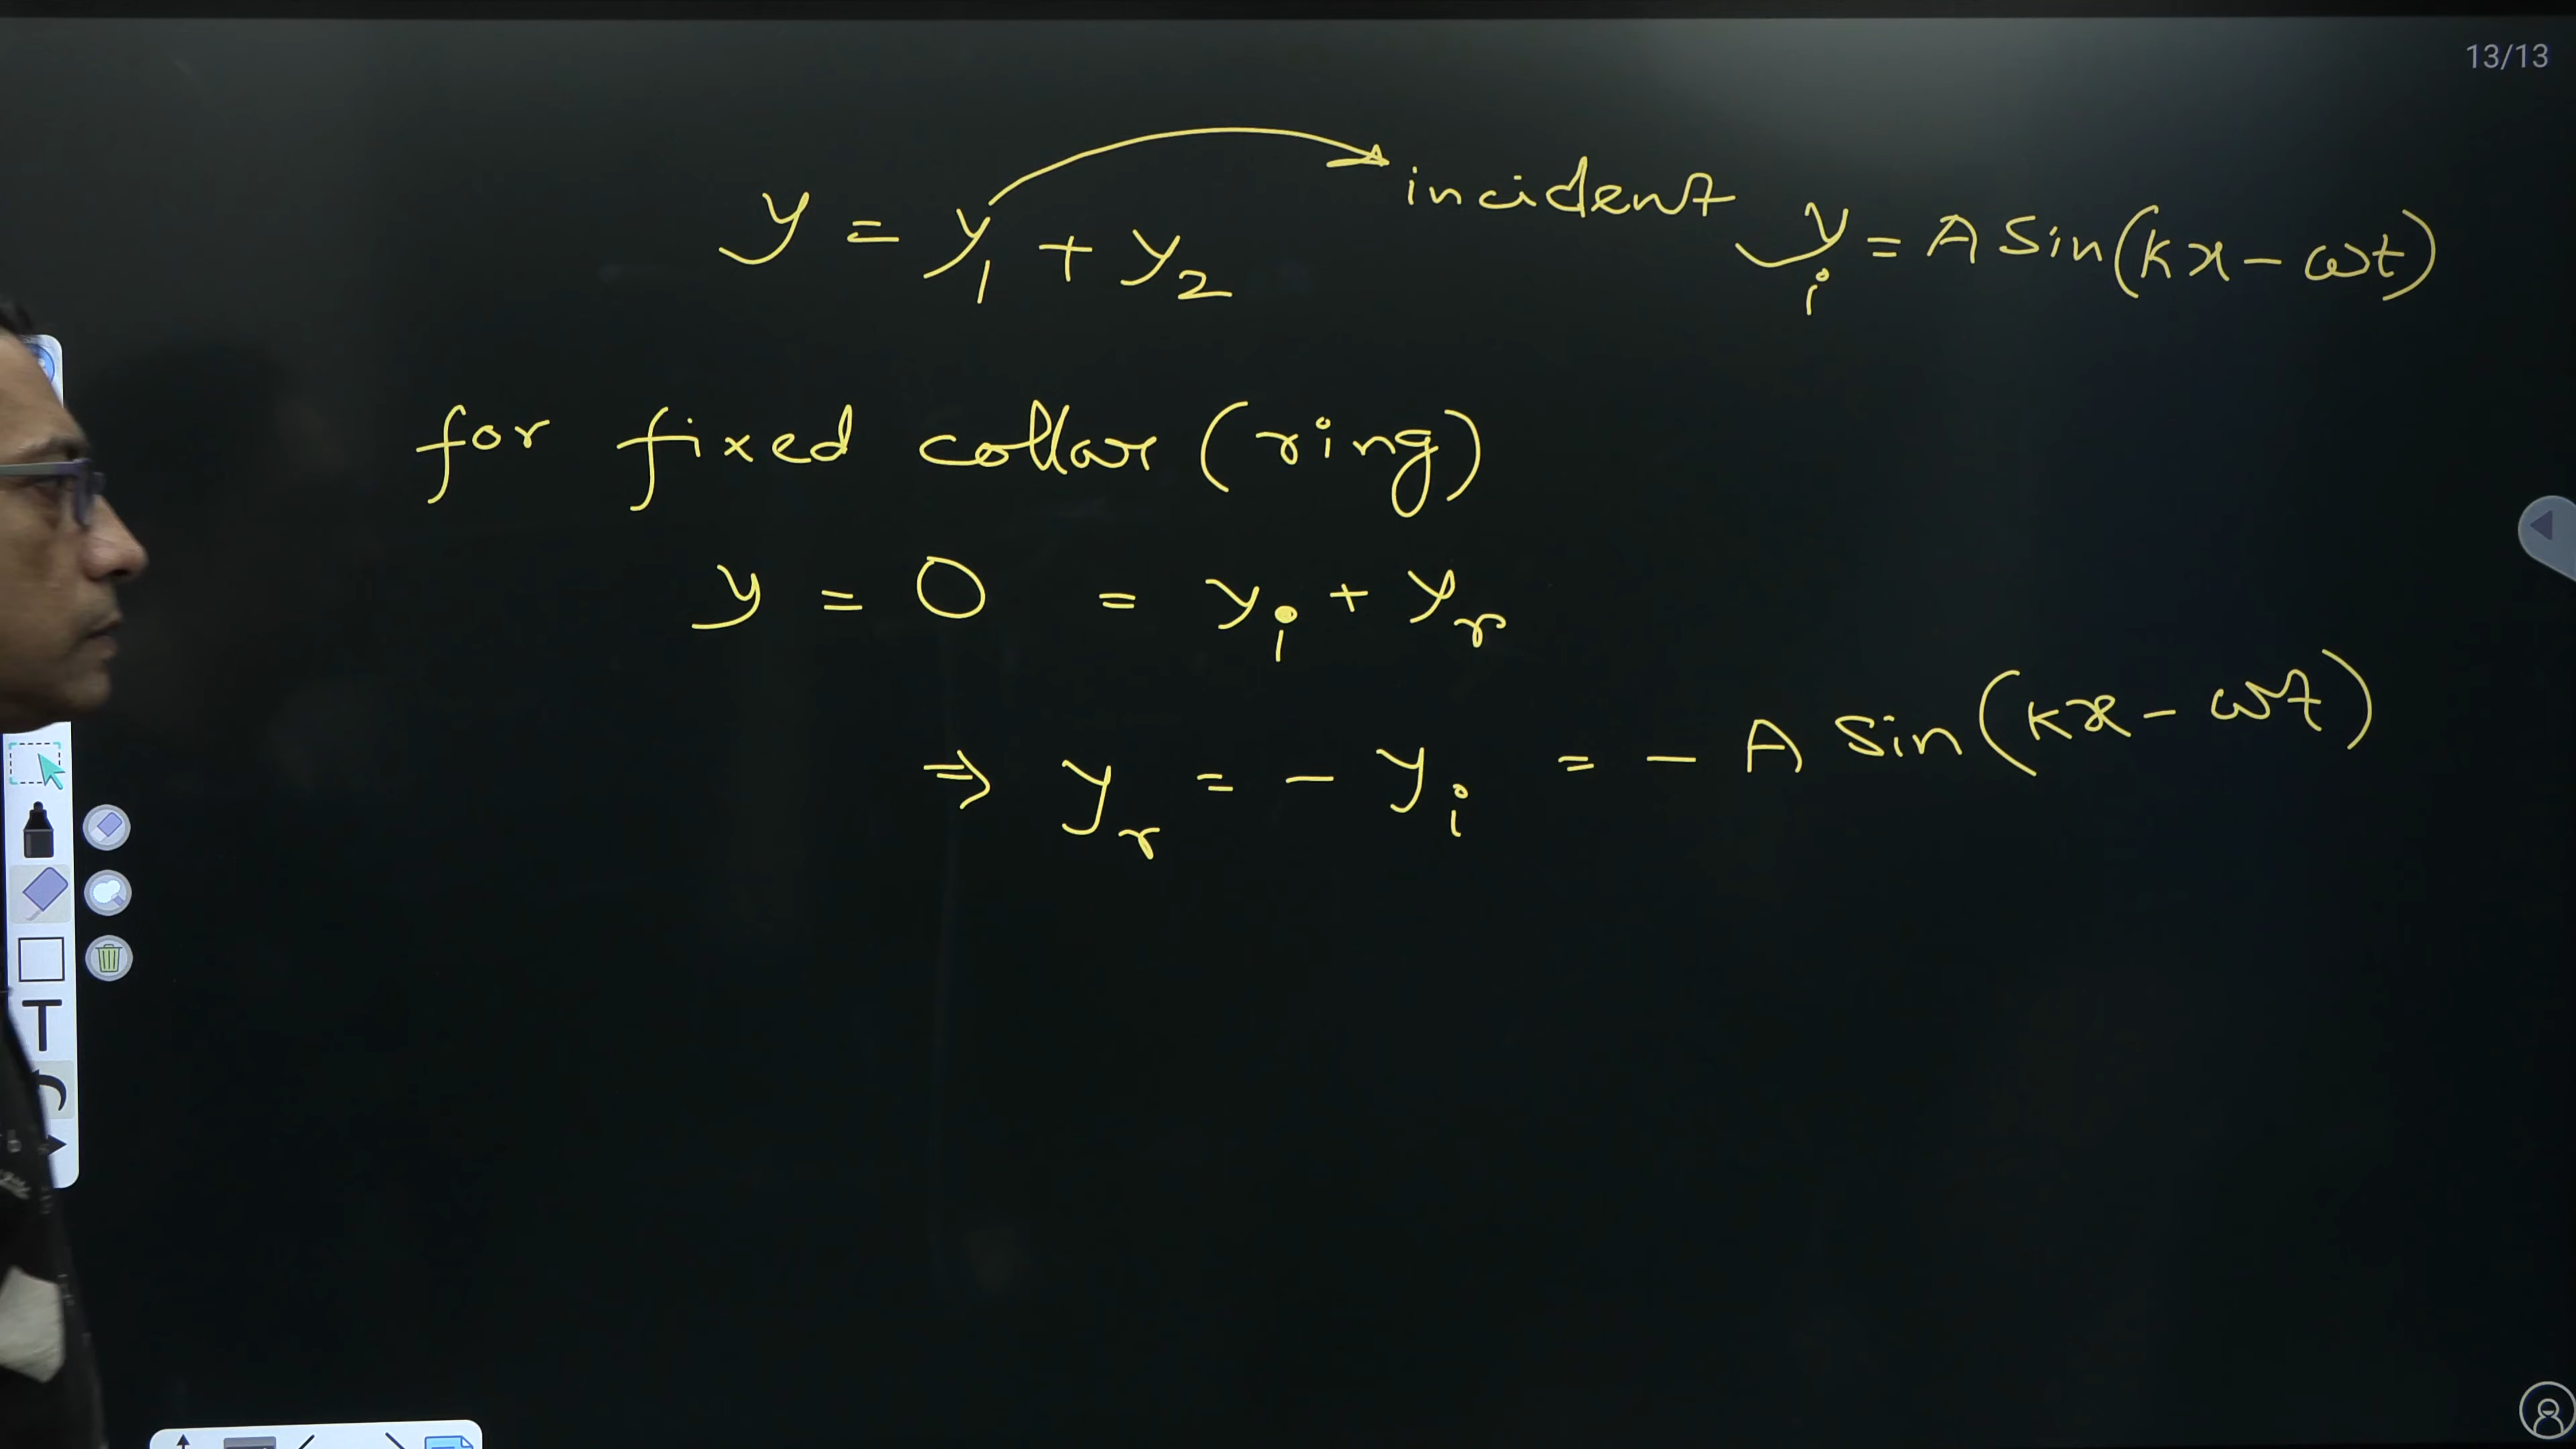 13/13
y = y₁ + y₂ incident yᵢ = A Sin(kx - ωt)
for fixed collar (ring)
y = 0 = yᵢ + yᵣ
⇒ yᵣ = - yᵢ = - A Sin(kx - ωt)
T